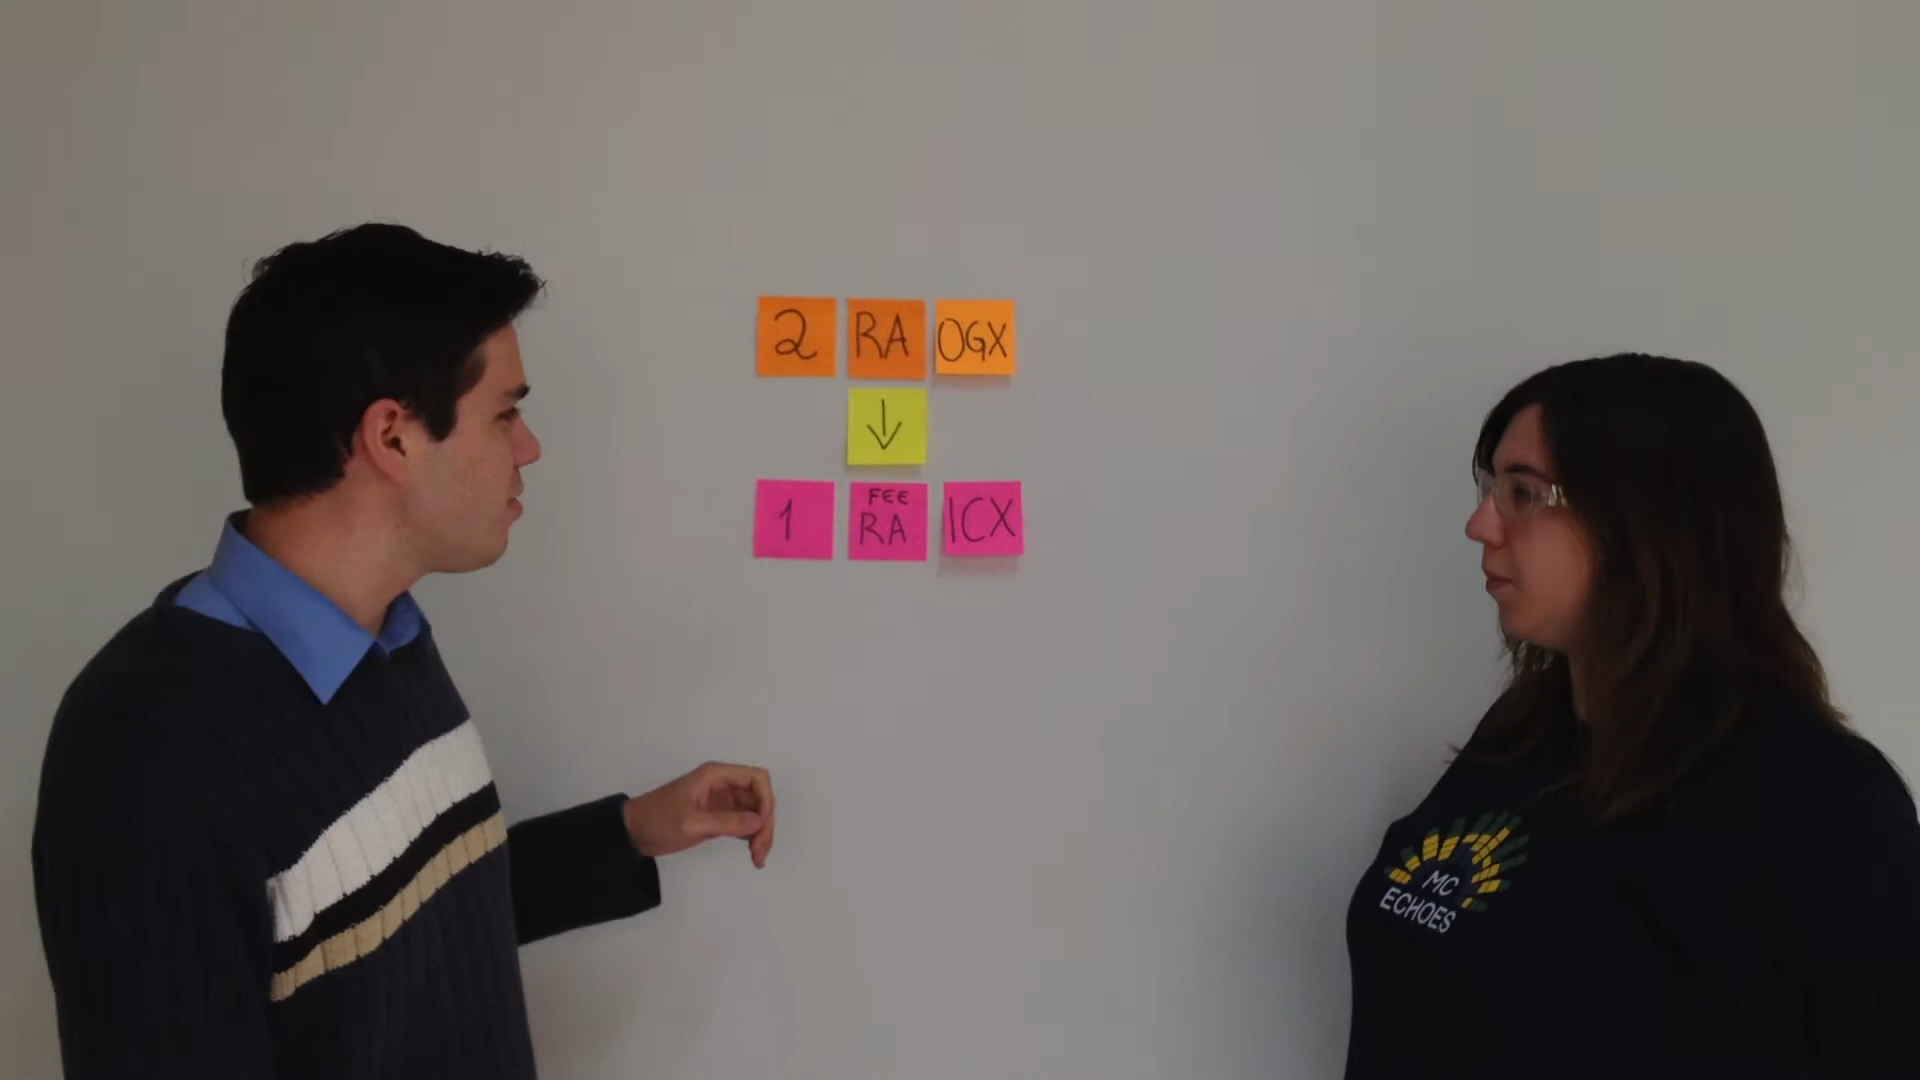 2 RA OGX
↓
1 FEE RA ICX
MC
ECHOES